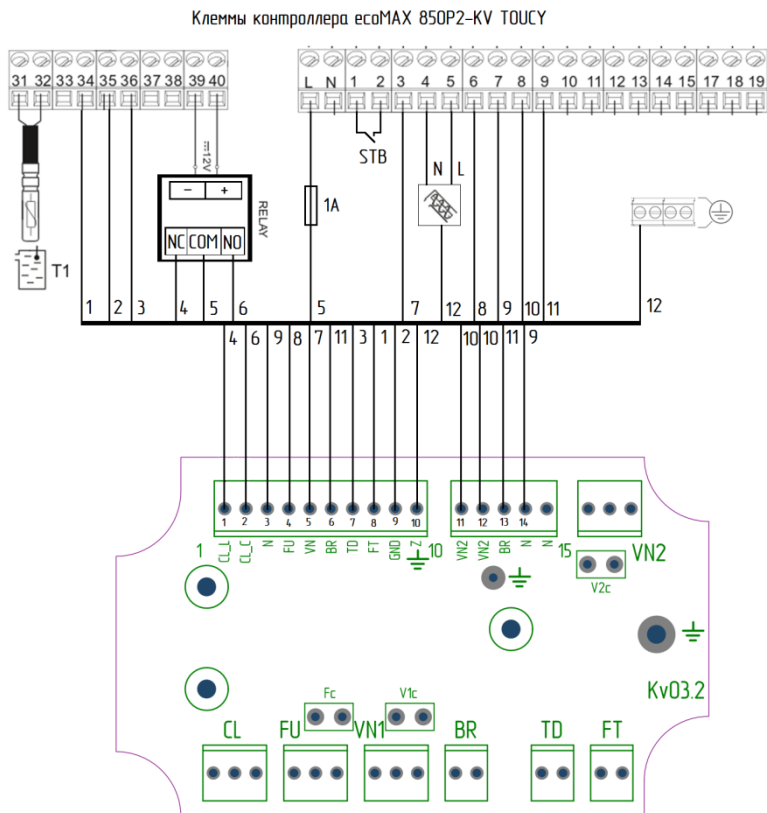 Клеммы контроллера ecoMAX 850P2-KV TOUCY
31 32 33 34 35 36 37 38 39 40
L N 1 2 3 4 5 6 7 8 9 10 11 12 13 14 15 17 18 19
STB
N L
12V
1A
- +
RELAY
NC COM NO
T1
1 2 3 4 5 6 5 7 12 8 9 10 11 12
4 6 9 8 7 11 3 1 2 12 10 10 11 9
1 2 3 4 5 6 7 8 9 10 11 12 13 14
1 CL_L CL_C N FU VN BR TD FT GND Z 10 VN2 VN2 BR N N 15 VN2
V2c
Kv03.2
Fc V1c
CL FU VN1 BR TD FT